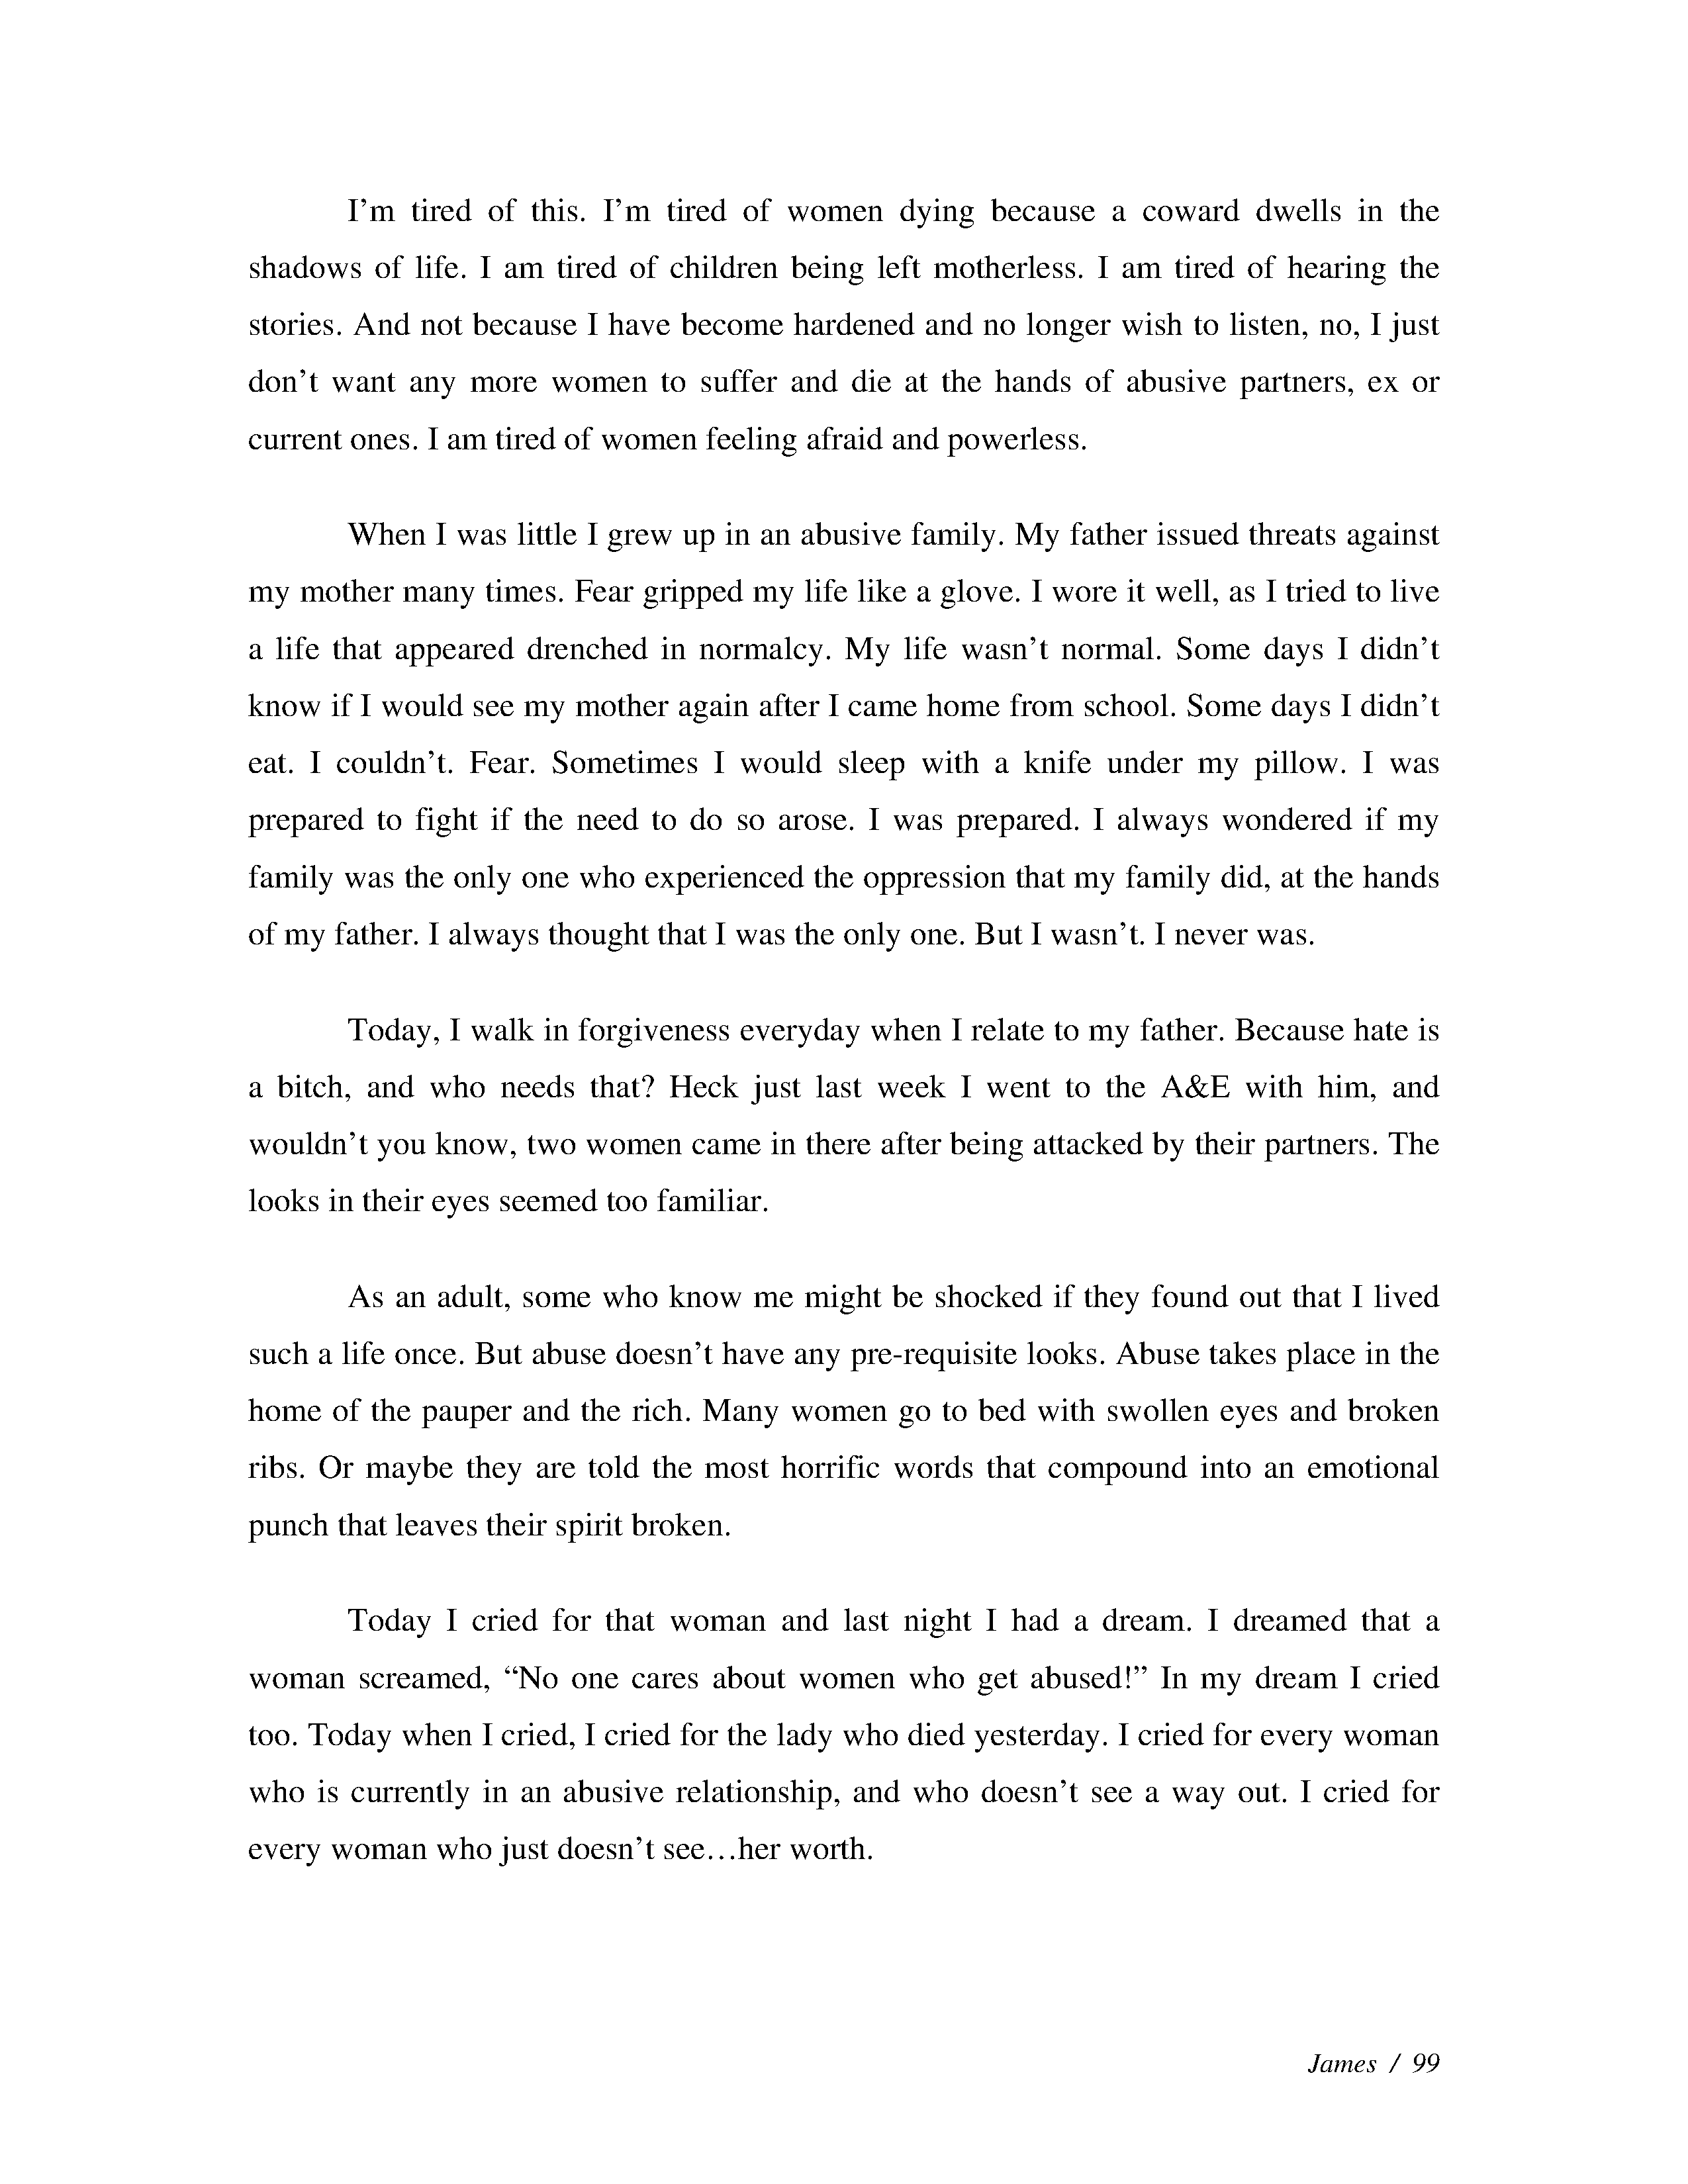 I’m tired of this. I’m tired of women dying because a coward dwells in the
shadows of life. I am tired of children being left motherless. I am tired of hearing the
stories. And not because I have become hardened and no longer wish to listen, no, I just
don’t want any more women to suffer and die at the hands of abusive partners, ex or
current ones. I am tired of women feeling afraid and powerless.
When I was little I grew up in an abusive family. My father issued threats against
my mother many times. Fear gripped my life like a glove. I wore it well, as I tried to live
a life that appeared drenched in normalcy. My life wasn’t normal. Some days I didn’t
know if I would see my mother again after I came home from school. Some days I didn’t
eat. I couldn’t. Fear. Sometimes I would sleep with a knife under my pillow. I was
prepared to fight if the need to do so arose. I was prepared. I always wondered if my
family was the only one who experienced the oppression that my family did, at the hands
of my father. I always thought that I was the only one. But I wasn’t. I never was.
Today, I walk in forgiveness everyday when I relate to my father. Because hate is
a bitch, and who needs that? Heck just last week I went to the A&E with him, and
wouldn’t you know, two women came in there after being attacked by their partners. The
looks in their eyes seemed too familiar.
As an adult, some who know me might be shocked if they found out that I lived
such a life once. But abuse doesn’t have any pre-requisite looks. Abuse takes place in the
home of the pauper and the rich. Many women go to bed with swollen eyes and broken
ribs. Or maybe they are told the most horrific words that compound into an emotional
punch that leaves their spirit broken.
Today I cried for that woman and last night I had a dream. I dreamed that a
woman screamed, “No one cares about women who get abused!” In my dream I cried
too. Today when I cried, I cried for the lady who died yesterday. I cried for every woman
who is currently in an abusive relationship, and who doesn’t see a way out. I cried for
every woman who just doesn’t see…her worth.
James / 99